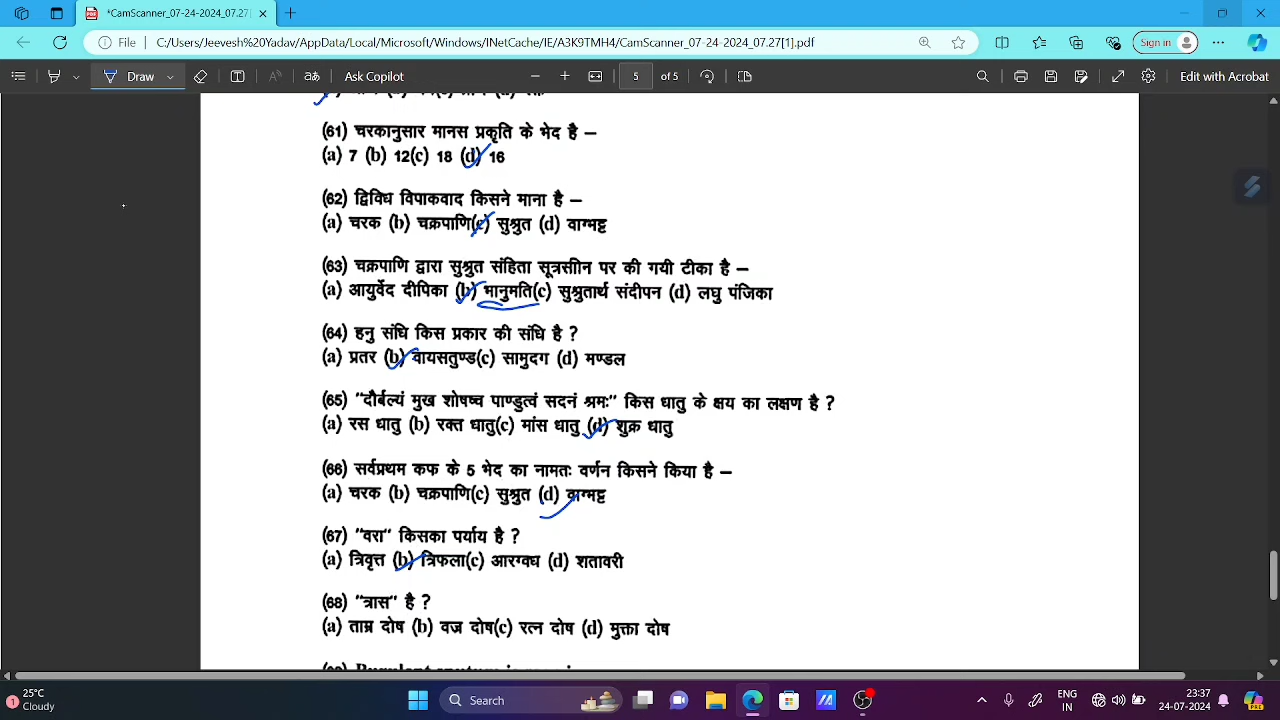 *CamScanner_07-24-2024_07.27
File C:/Users/Jeevesh%20Yadav/AppData/Local/Microsoft/Windows/INetCache/IE/A3K9TMH4/CamScanner_07-24-2024_07.27[1].pdf Sign in
Draw 5 of 5 Edit with Acrobat
(61) चरकानुसार मानस प्रकृति के भेद है –
(a) 7 (b) 12(c) 18 (d) 16
(62) द्विविध विपाकवाद किसने माना है –
(a) चरक (b) चक्रपाणि(c) सुश्रुत (d) वाग्भट्ट
(63) चक्रपाणि द्वारा सुश्रुत संहिता सूत्रसाीन पर की गयी टीका है –
(a) आयुर्वेद दीपिका (b) भानुमति(c) सुश्रुतार्थ संदीपन (d) लघु पंजिका
(64) हनु संधि किस प्रकार की संधि है ?
(a) प्रतर (b) वायसतुण्ड(c) सामुदग (d) मण्डल
(65) "दौर्बल्यं मुख शोषष्च पाण्डुत्वं सदनं श्रमः" किस धातु के क्षय का लक्षण है ?
(a) रस धातु (b) रक्त धातु(c) मांस धातु (d) शुक्र धातु
(66) सर्वप्रथम कफ के 5 भेद का नामतः वर्णन किसने किया है –
(a) चरक (b) चक्रपाणि(c) सुश्रुत (d) वाग्भट्ट
(67) "वरा" किसका पर्याय है ?
(a) त्रिवृत्त (b) त्रिफला(c) आरग्वध (d) शतावरी
(68) "त्रास" है ?
(a) ताम्र दोष (b) वज्र दोष(c) रत्न दोष (d) मुक्ता दोष
25°C
Cloudy
Search
ENG
IN
23:37
24-07-2024